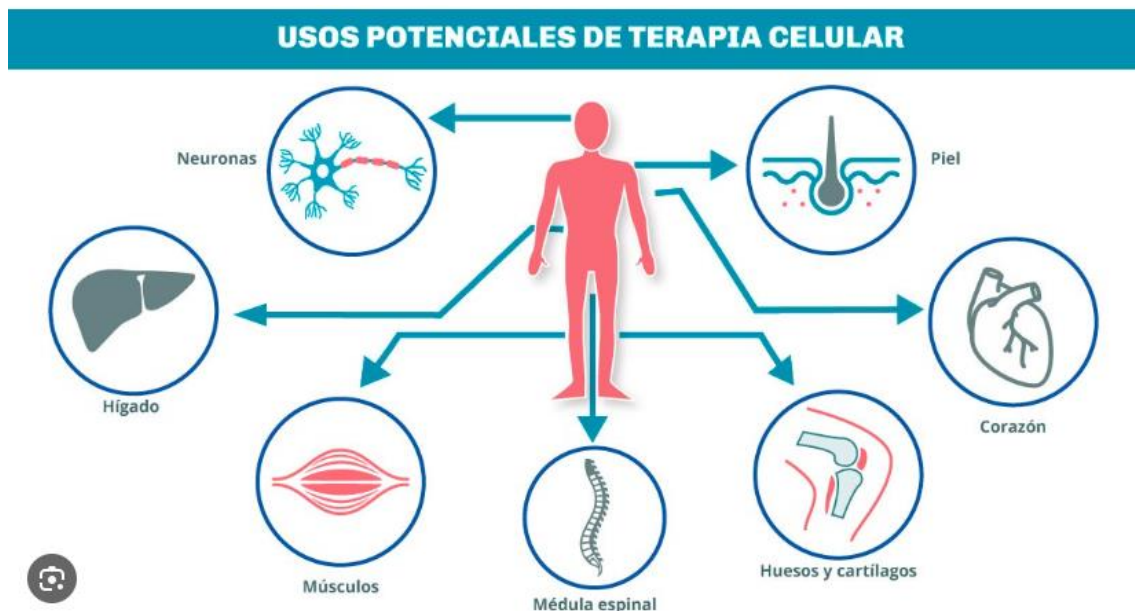 USOS POTENCIALES DE TERAPIA CELULAR
Neuronas
Piel
Hígado
Corazón
Músculos
Médula espinal
Huesos y cartílagos